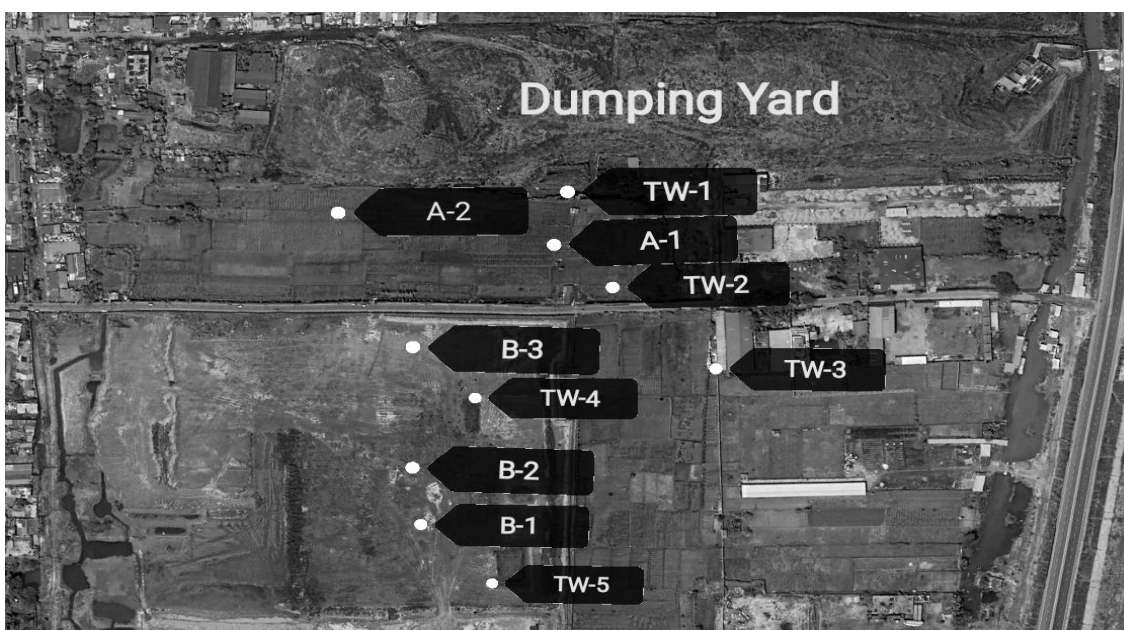 Dumping Yard
TW-1
A-2
A-1
TW-2
B-3
TW-3
TW-4
B-2
B-1
TW-5